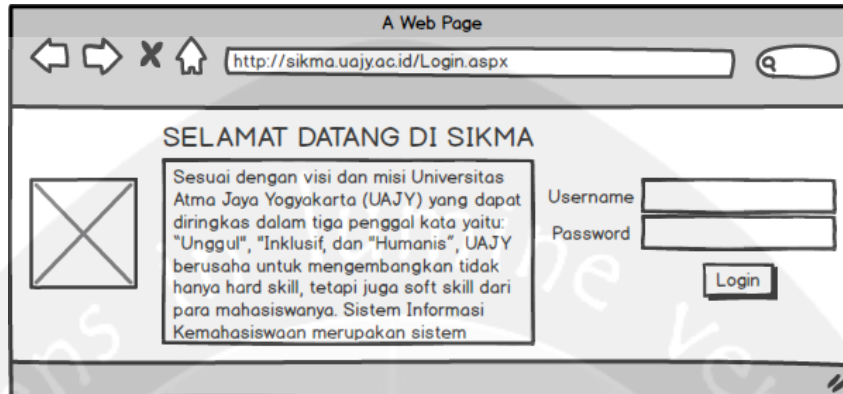 A Web Page
http://sikma.uajy.ac.id/Login.aspx
SELAMAT DATANG DI SIKMA
Sesuai dengan visi dan misi Universitas
Atma Jaya Yogyakarta (UAJY) yang dapat
diringkas dalam tiga penggal kata yaitu:
"Unggul", "Inklusif, dan "Humanis", UAJY
berusaha untuk mengembangkan tidak
hanya hard skill, tetapi juga soft skill dari
para mahasiswanya. Sistem Informasi
Kemahasiswaan merupakan sistem
Username
Password
Login